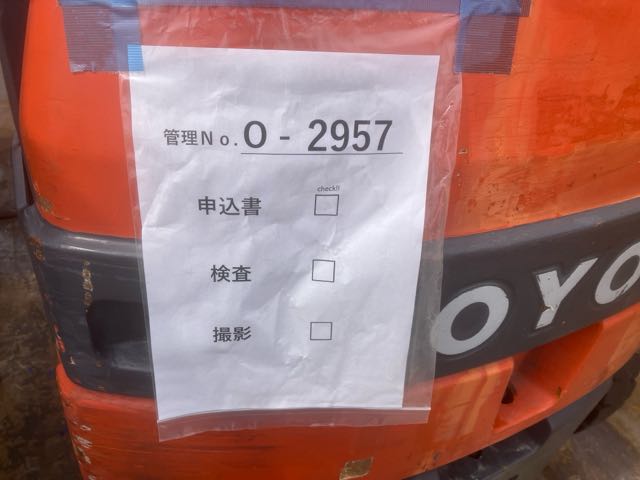 管理No. O - 2957
check!!
申込書 □
検査 □
撮影 □
OYO